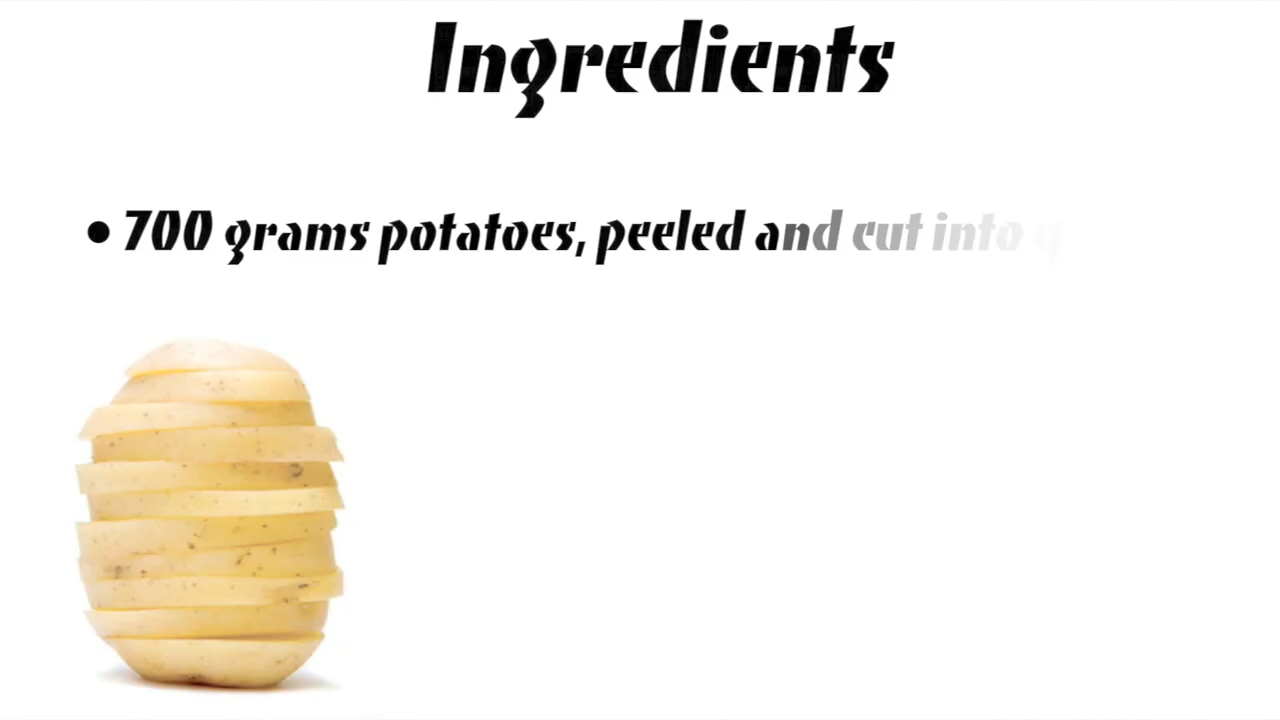 Ingredients
• 700 grams potatoes, peeled and cut into